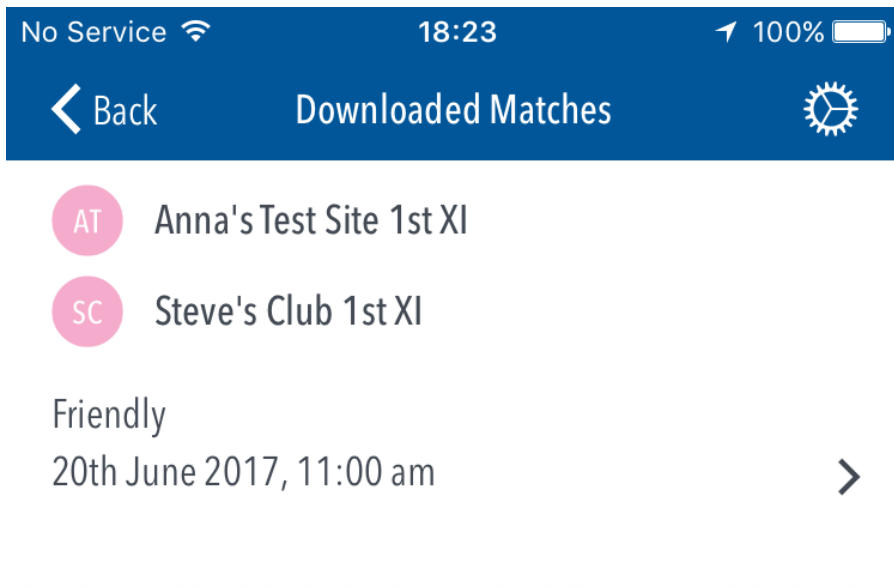 No Service 18:23 100%
Back Downloaded Matches
AT Anna's Test Site 1st XI
SC Steve's Club 1st XI
Friendly
20th June 2017, 11:00 am